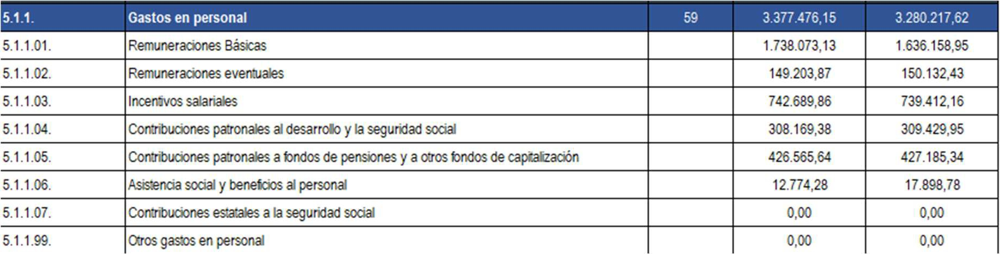 5.1.1. Gastos en personal 59 3.377.476,15 3.280.217,62
5.1.1.01. Remuneraciones Básicas 1.738.073,13 1.636.158,95
5.1.1.02. Remuneraciones eventuales 149.203,87 150.132,43
5.1.1.03. Incentivos salariales 742.689,86 739.412,16
5.1.1.04. Contribuciones patronales al desarrollo y la seguridad social 308.169,38 309.429,95
5.1.1.05. Contribuciones patronales a fondos de pensiones y a otros fondos de capitalización 426.565,64 427.185,34
5.1.1.06. Asistencia social y beneficios al personal 12.774,28 17.898,78
5.1.1.07. Contribuciones estatales a la seguridad social 0,00 0,00
5.1.1.99. Otros gastos en personal 0,00 0,00